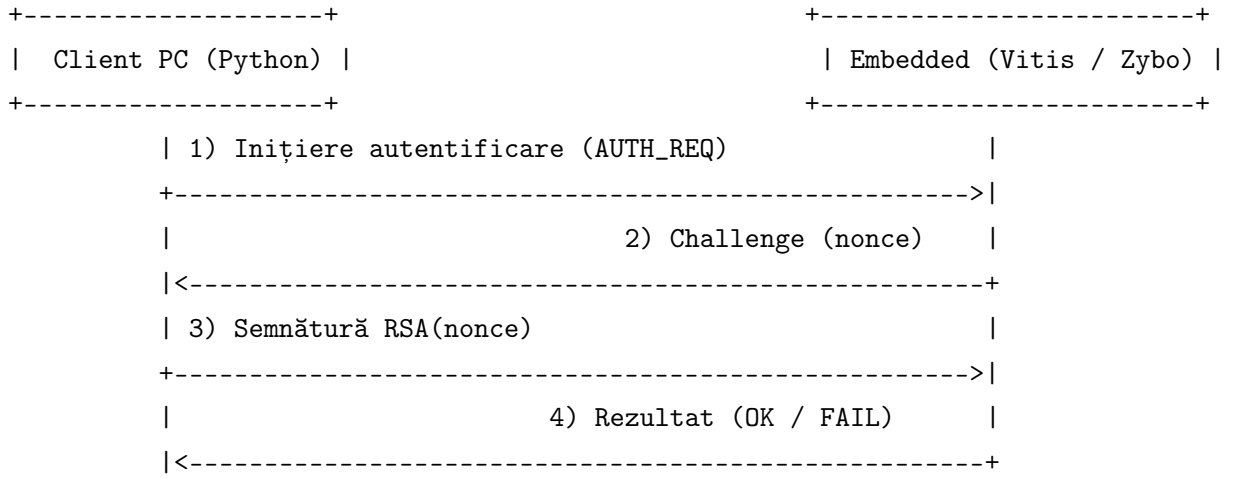 Client PC (Python)
Embedded (Vitis / Zybo)
1) Inițiere autentificare (AUTH_REQ)
2) Challenge (nonce)
3) Semnătură RSA(nonce)
4) Rezultat (OK / FAIL)